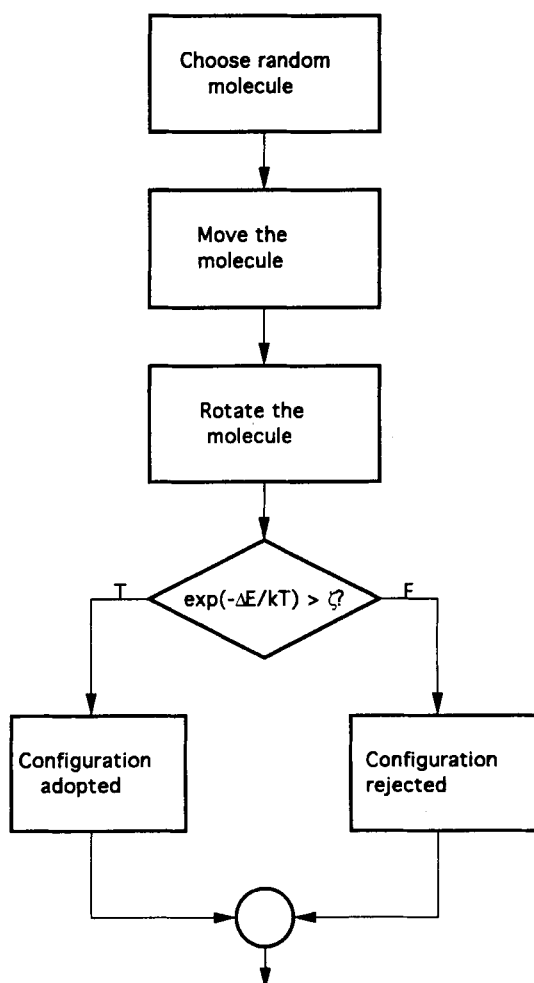 Choose random
molecule
Move the
molecule
Rotate the
molecule
exp(-ΔE/kT) > ζ?
T
F
Configuration
adopted
Configuration
rejected